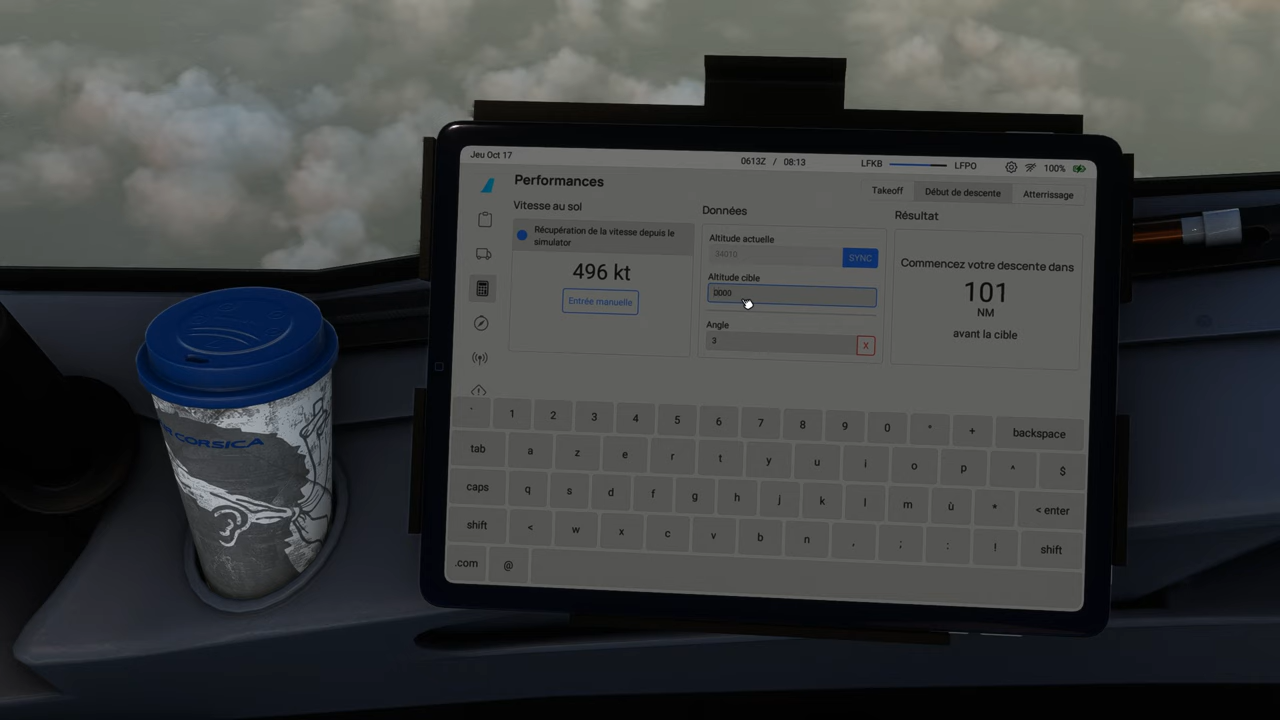 Jeu Oct 17
0613Z / 08:13
LFKB
LFPO
100%
Performances
Takeoff
Début de descente
Atterrissage
Vitesse au sol
Récupération de la vitesse depuis le
simulator
496 kt
Entrée manuelle
Données
Altitude actuelle
34010
SYNC
Altitude cible
Angle
3
X
Résultat
Commencez votre descente dans
101
NM
avant la cible
1 2 3 4 5 6 7 8 9 0 + backspace
tab a z e r t y u i o p ^ $
caps q s d f g h j k l m ù * < enter
shift < w x c v b n , ; : ! shift
.com @
CORSICA